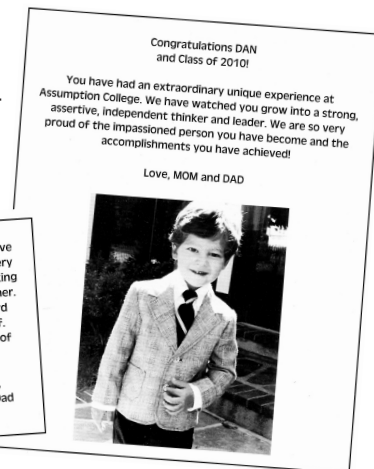 Congratulations DAN
and Class of 2010!
You have had an extraordinary unique experience at
Assumption College. We have watched you grow into a strong,
assertive, independent thinker and leader. We are so very
proud of the impassioned person you have become and the
accomplishments you have achieved!
Love, MOM and DAD
of